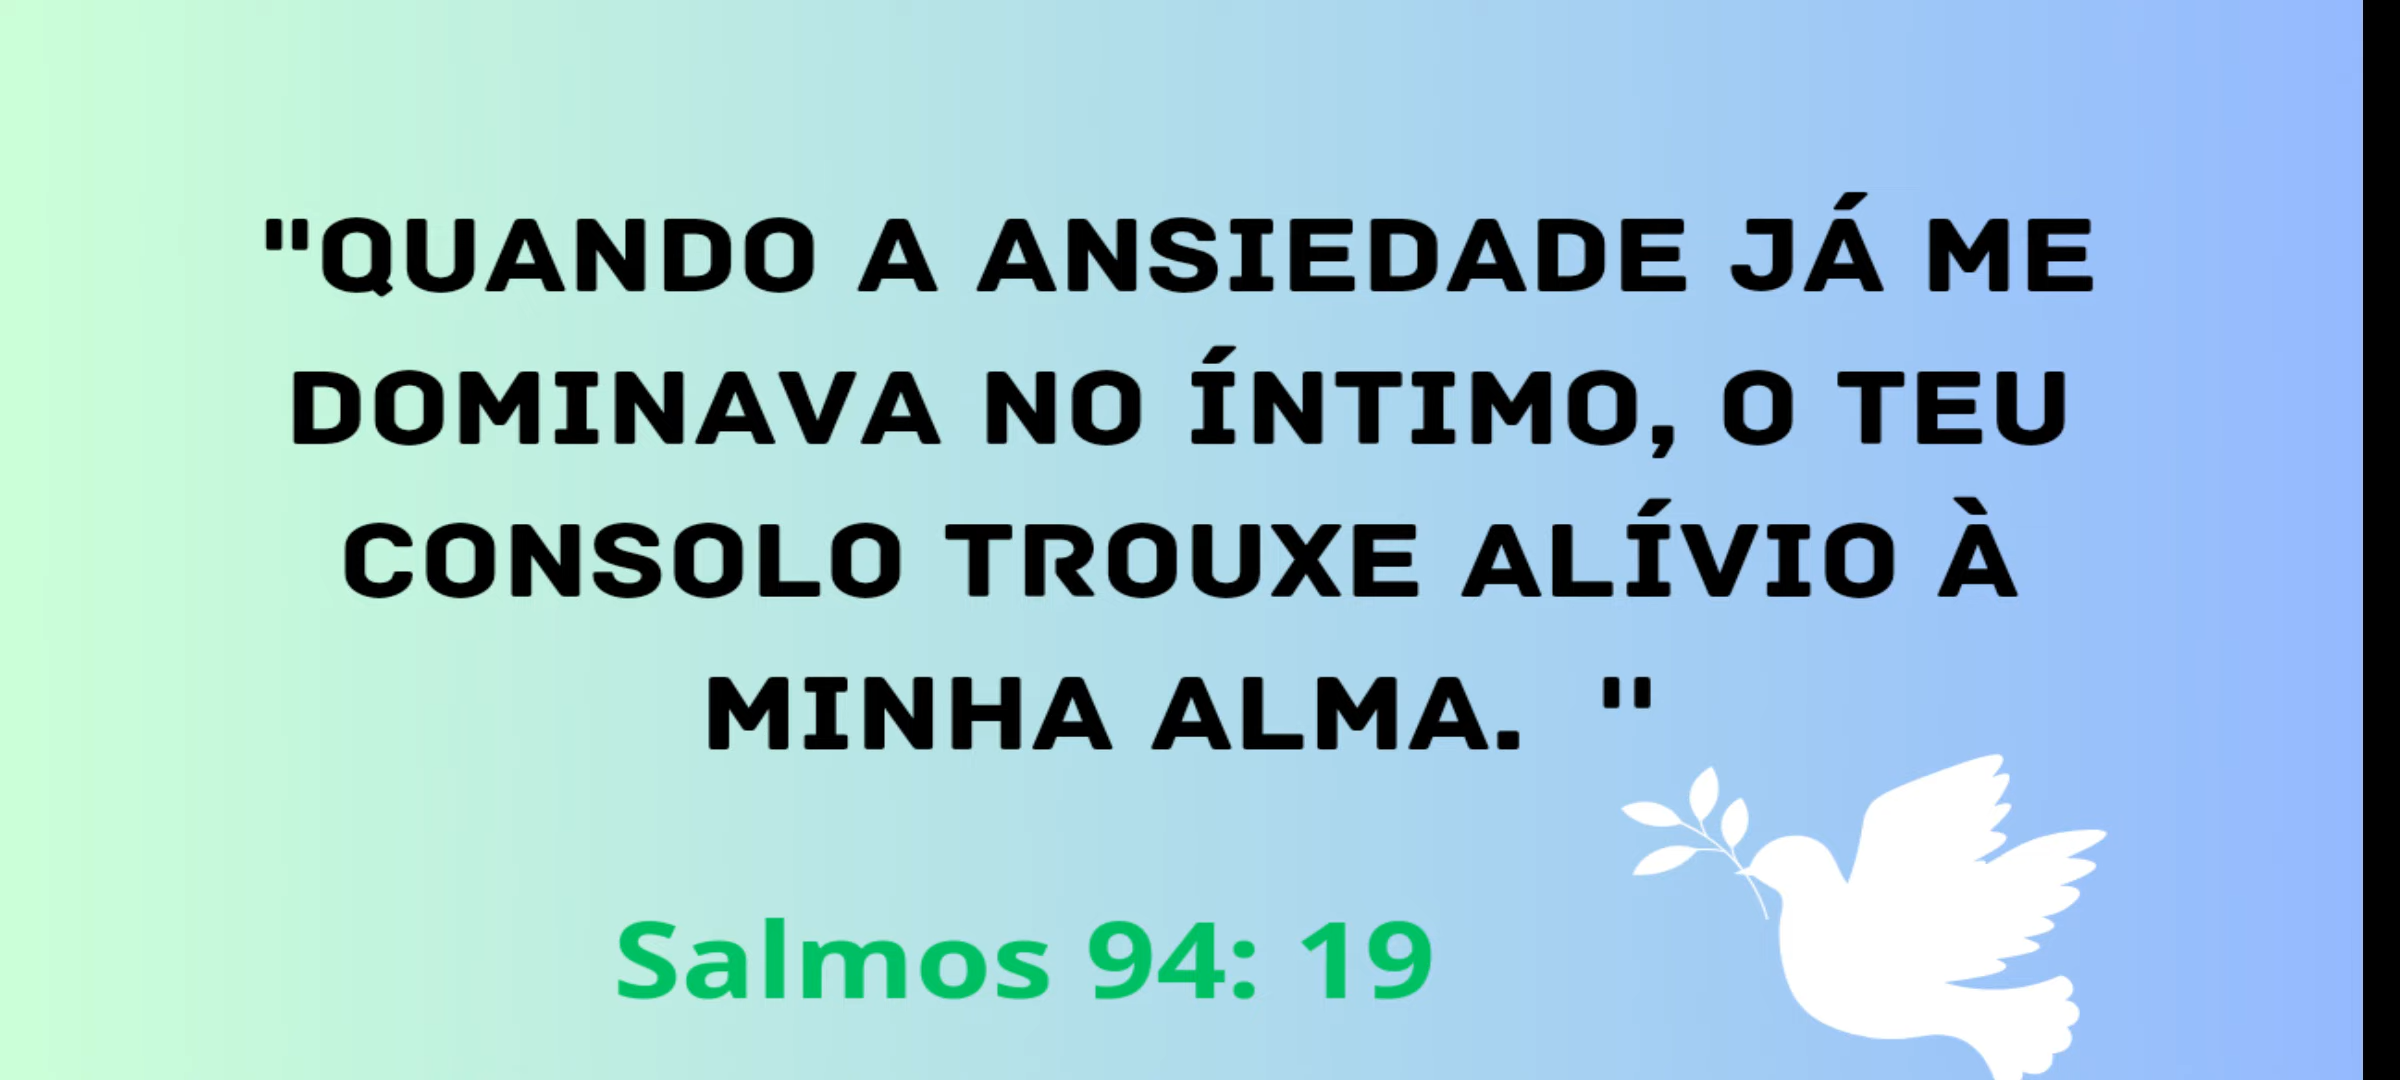 "QUANDO A ANSIEDADE JÁ ME
DOMINAVA NO ÍNTIMO, O TEU
CONSOLO TROUXE ALÍVIO À
MINHA ALMA.  "
Salmos 94: 19